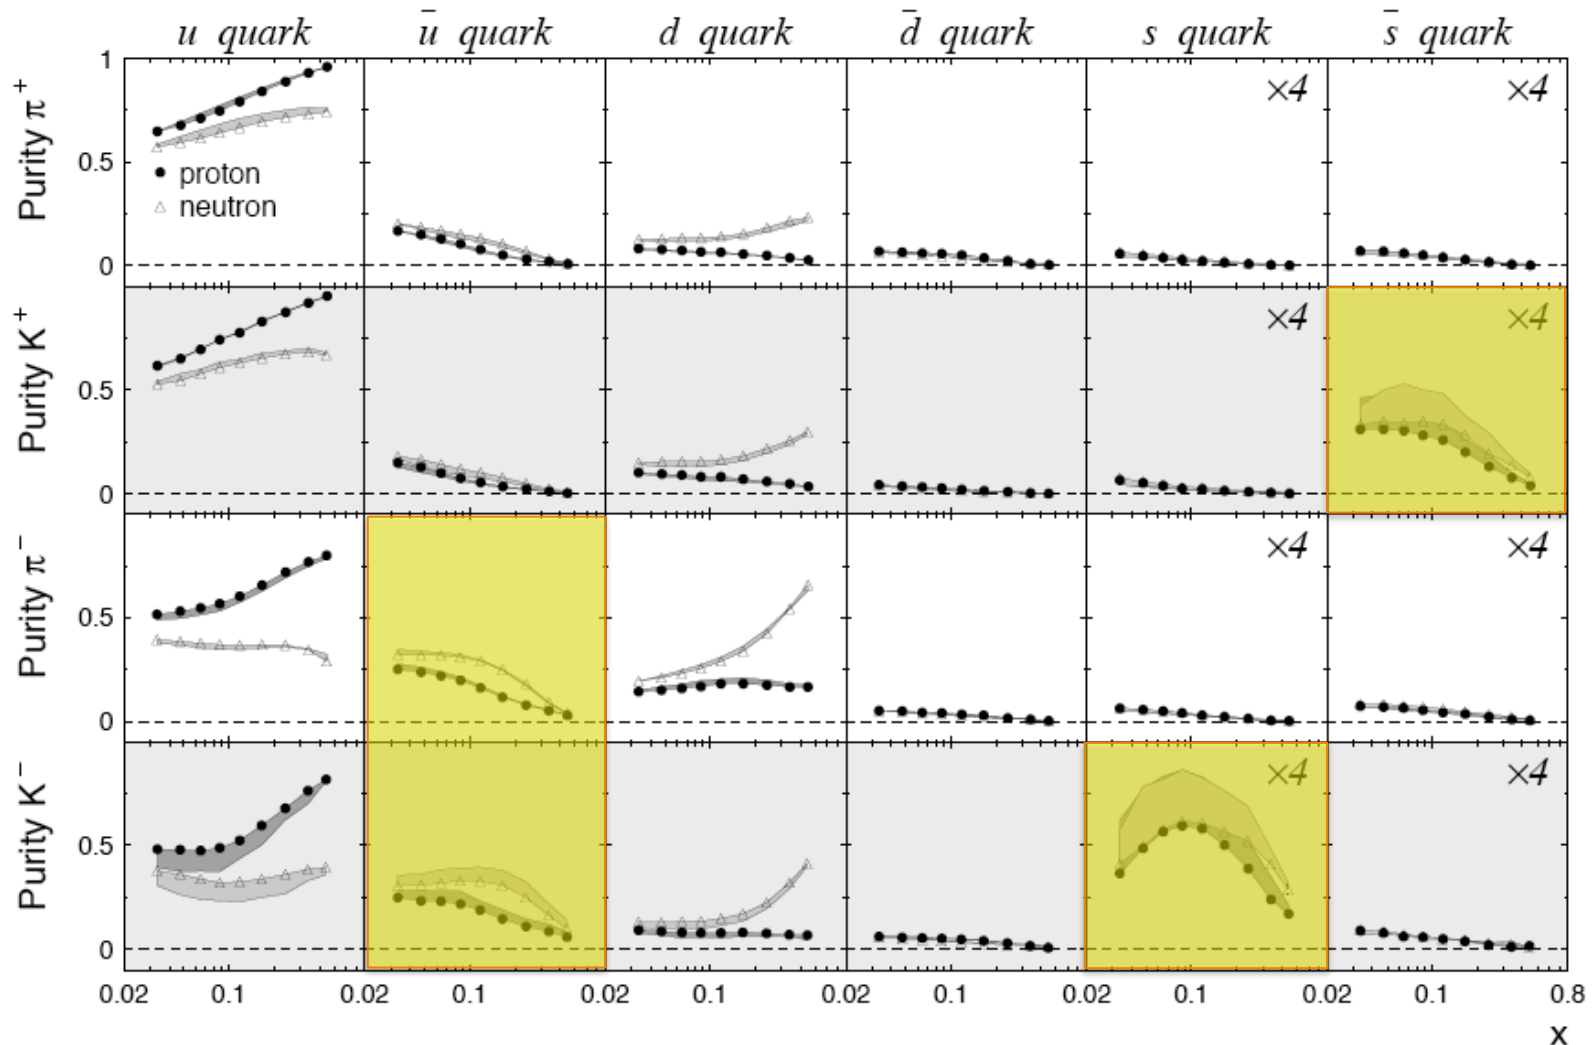 u quark ū quark d quark d̄ quark s quark s̄ quark
Purity π⁺ 1 0.5 0 ×4 ×4
proton
neutron
Purity K⁺ 0.5 0 ×4 ×4
Purity π⁻ 0.5 0 ×4 ×4
Purity K⁻ 0.5 0 ×4 ×4
0.02 0.1 0.02 0.1 0.02 0.1 0.02 0.1 0.02 0.1 0.02 0.1 0.8
x